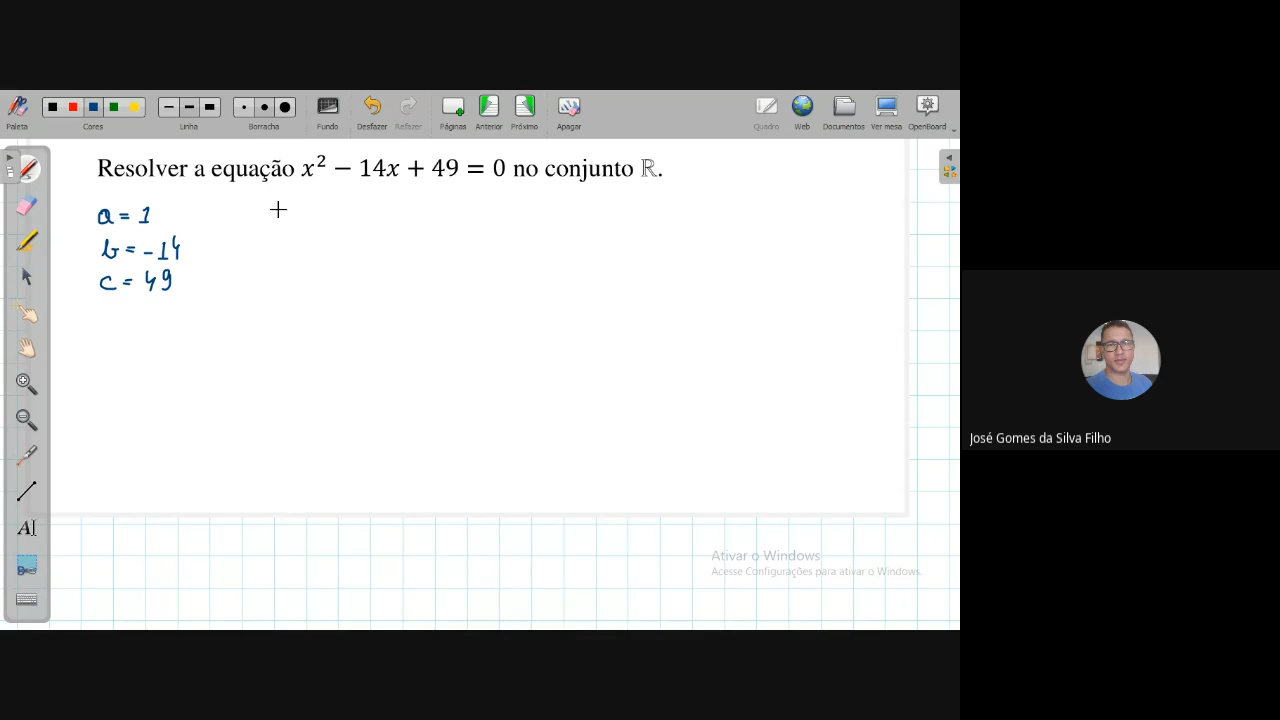 Paleta
Cores
Linha
Borracha
Fundo
Desfazer
Refazer
Páginas
Anterior
Próximo
Apagar
Quadro
Web
Documentos
Ver mesa
OpenBoard
Resolver a equação x² − 14x + 49 = 0 no conjunto ℝ.
a = 1
b = -14
c = 49
A
José Gomes da Silva Filho
Ativar o Windows
Acesse Configurações para ativar o Windows.